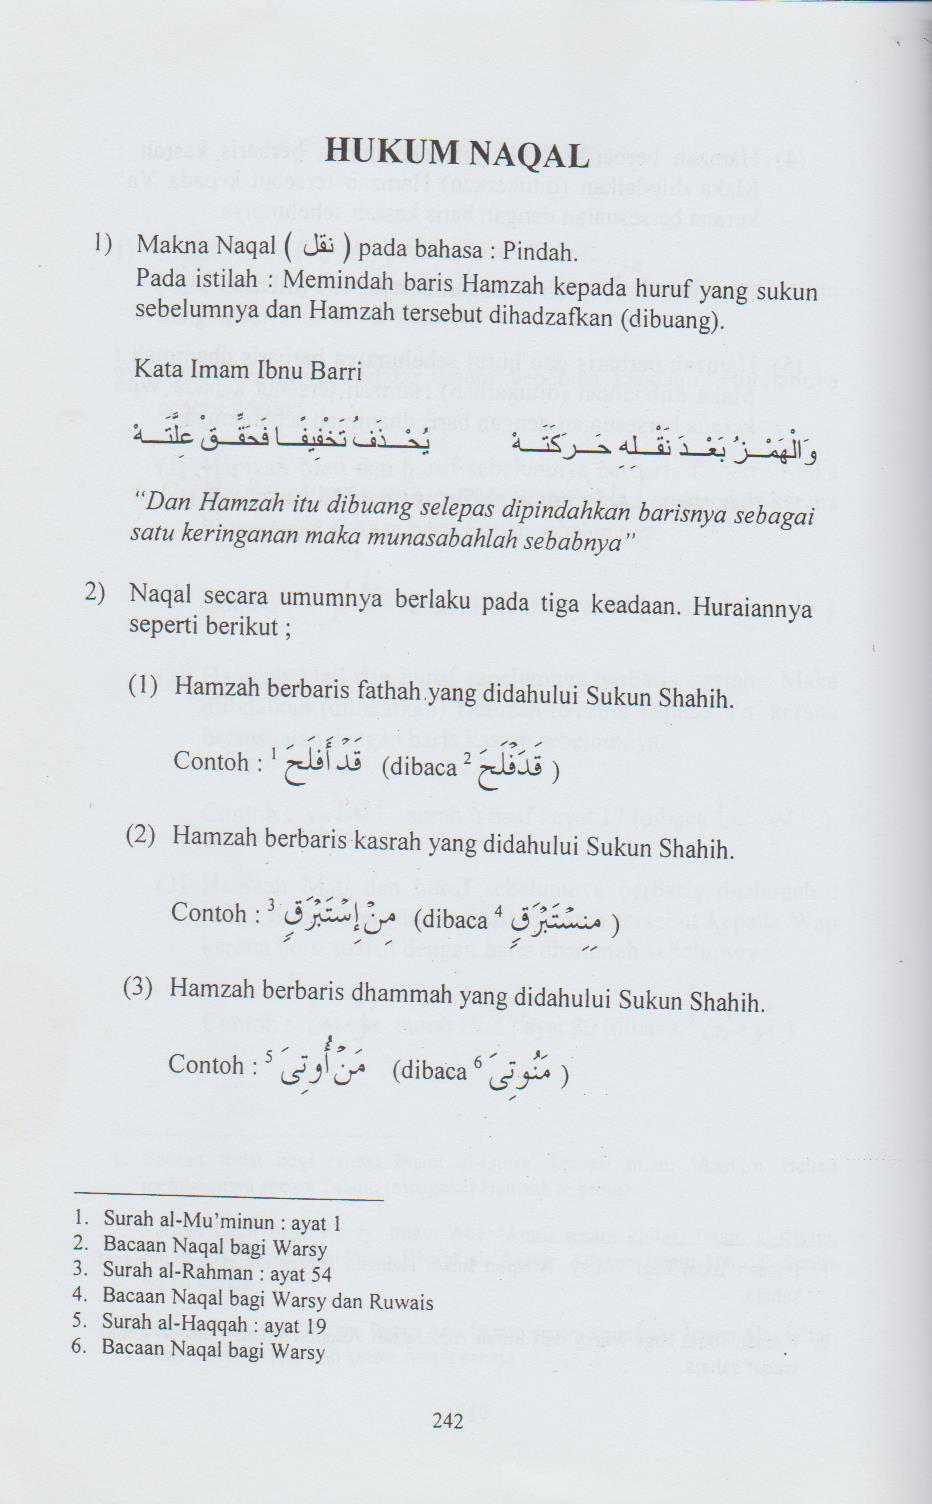 HUKUM NAQAL
1) Makna Naqal ( نقل ) pada bahasa : Pindah.
Pada istilah : Memindah baris Hamzah kepada huruf yang sukun
sebelumnya dan Hamzah tersebut dihadzafkan (dibuang).
Kata Imam Ibnu Barri
وَالْهَمْـزُ بَعْـدَ نَقْـلِـه حَـرَكَتَـهْ يُحْـذَفُ تَخْفِيفًـا فَحَقِّـقْ عِلَّتَـهْ
“Dan Hamzah itu dibuang selepas dipindahkan barisnya sebagai
satu keringanan maka munasabahlah sebabnya”
2) Naqal secara umumnya berlaku pada tiga keadaan. Huraiannya
seperti berikut ;
(1) Hamzah berbaris fathah yang didahului Sukun Shahih.
Contoh : ¹ قَدْ أَفْلَحَ (dibaca ² قَدَفْلَحَ )
(2) Hamzah berbaris kasrah yang didahului Sukun Shahih.
Contoh : ³ مِنْ إِسْتَبْرَقٍ (dibaca ⁴ مِنِسْتَبْرَقٍ )
(3) Hamzah berbaris dhammah yang didahului Sukun Shahih.
Contoh : ⁵ مَنْ أُوتِىَ (dibaca ⁶ مَنُوتِىَ )
1. Surah al-Mu’minun : ayat 1
2. Bacaan Naqal bagi Warsy
3. Surah al-Rahman : ayat 54
4. Bacaan Naqal bagi Warsy dan Ruwais
5. Surah al-Haqqah : ayat 19
6. Bacaan Naqal bagi Warsy
242